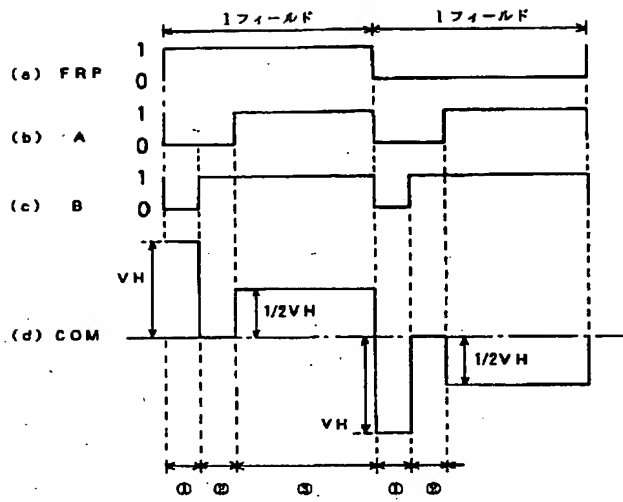 1フィールド 1フィールド
(a) FRP 1
0
(b) A 1
0
(c) B 1
0
VH
1/2VH
(d) COM
1/2VH
VH
① ② ③ ① ②